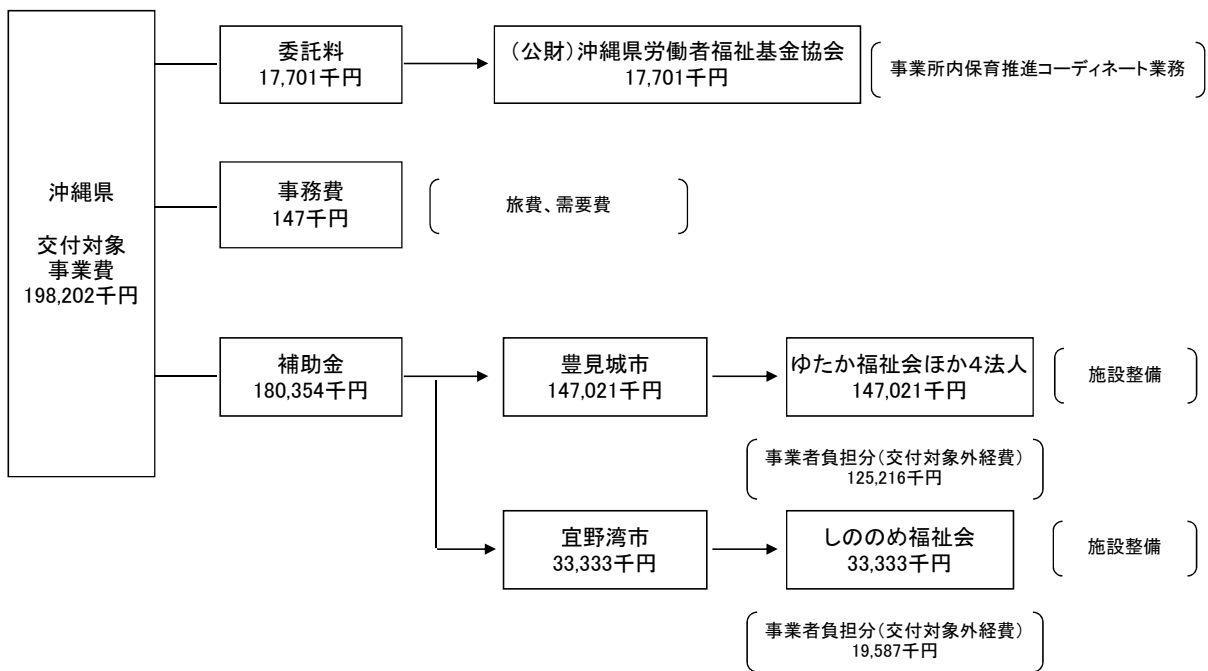 沖縄県
交付対象
事業費
198,202千円
委託料
17,701千円
(公財)沖縄県労働者福祉基金協会
17,701千円
事業所内保育推進コーディネート業務
事務費
147千円
旅費、需要費
補助金
180,354千円
豊見城市
147,021千円
ゆたか福祉会ほか4法人
147,021千円
施設整備
事業者負担分(交付対象外経費)
125,216千円
宜野湾市
33,333千円
しののめ福祉会
33,333千円
施設整備
事業者負担分(交付対象外経費)
19,587千円